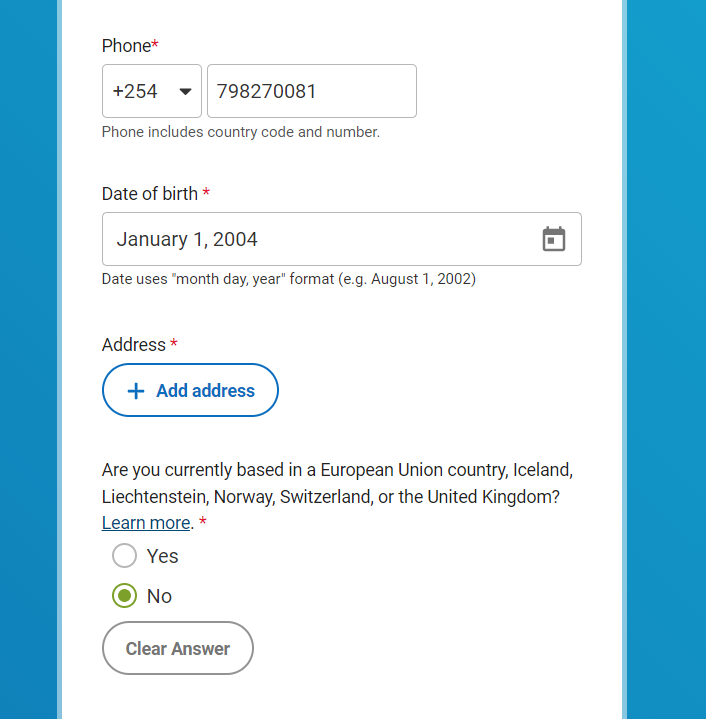 Phone*
+254 798270081
Phone includes country code and number.
Date of birth *
January 1, 2004
Date uses "month day, year" format (e.g. August 1, 2002)
Address *
Add address
Are you currently based in a European Union country, Iceland,
Liechtenstein, Norway, Switzerland, or the United Kingdom?
Learn more. *
Yes
No
Clear Answer